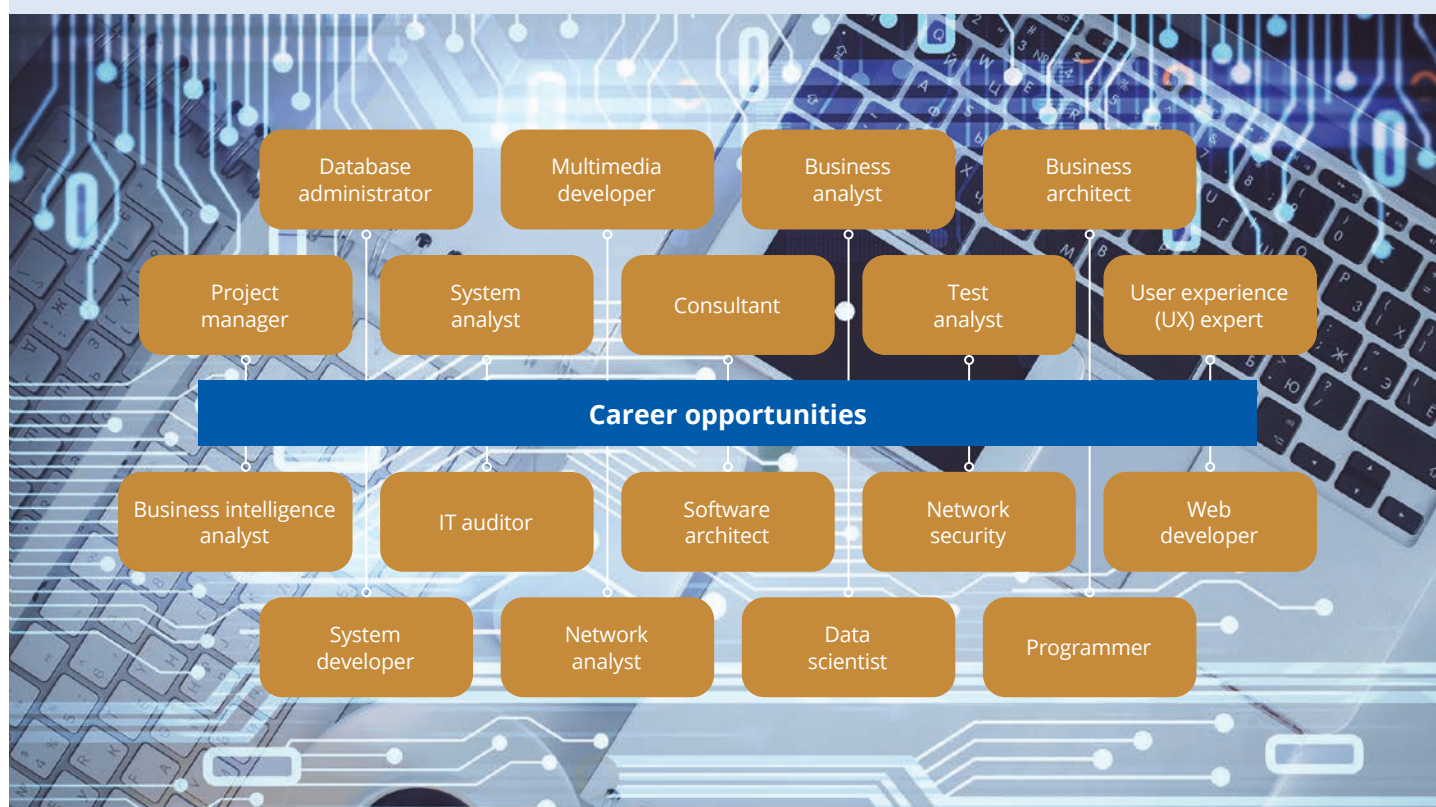 Database
administrator
Multimedia
developer
Business
analyst
Business
architect
Project
manager
System
analyst
Consultant
Test
analyst
User experience
(UX) expert
Career opportunities
Business intelligence
analyst
IT auditor
Software
architect
Network
security
Web
developer
System
developer
Network
analyst
Data
scientist
Programmer